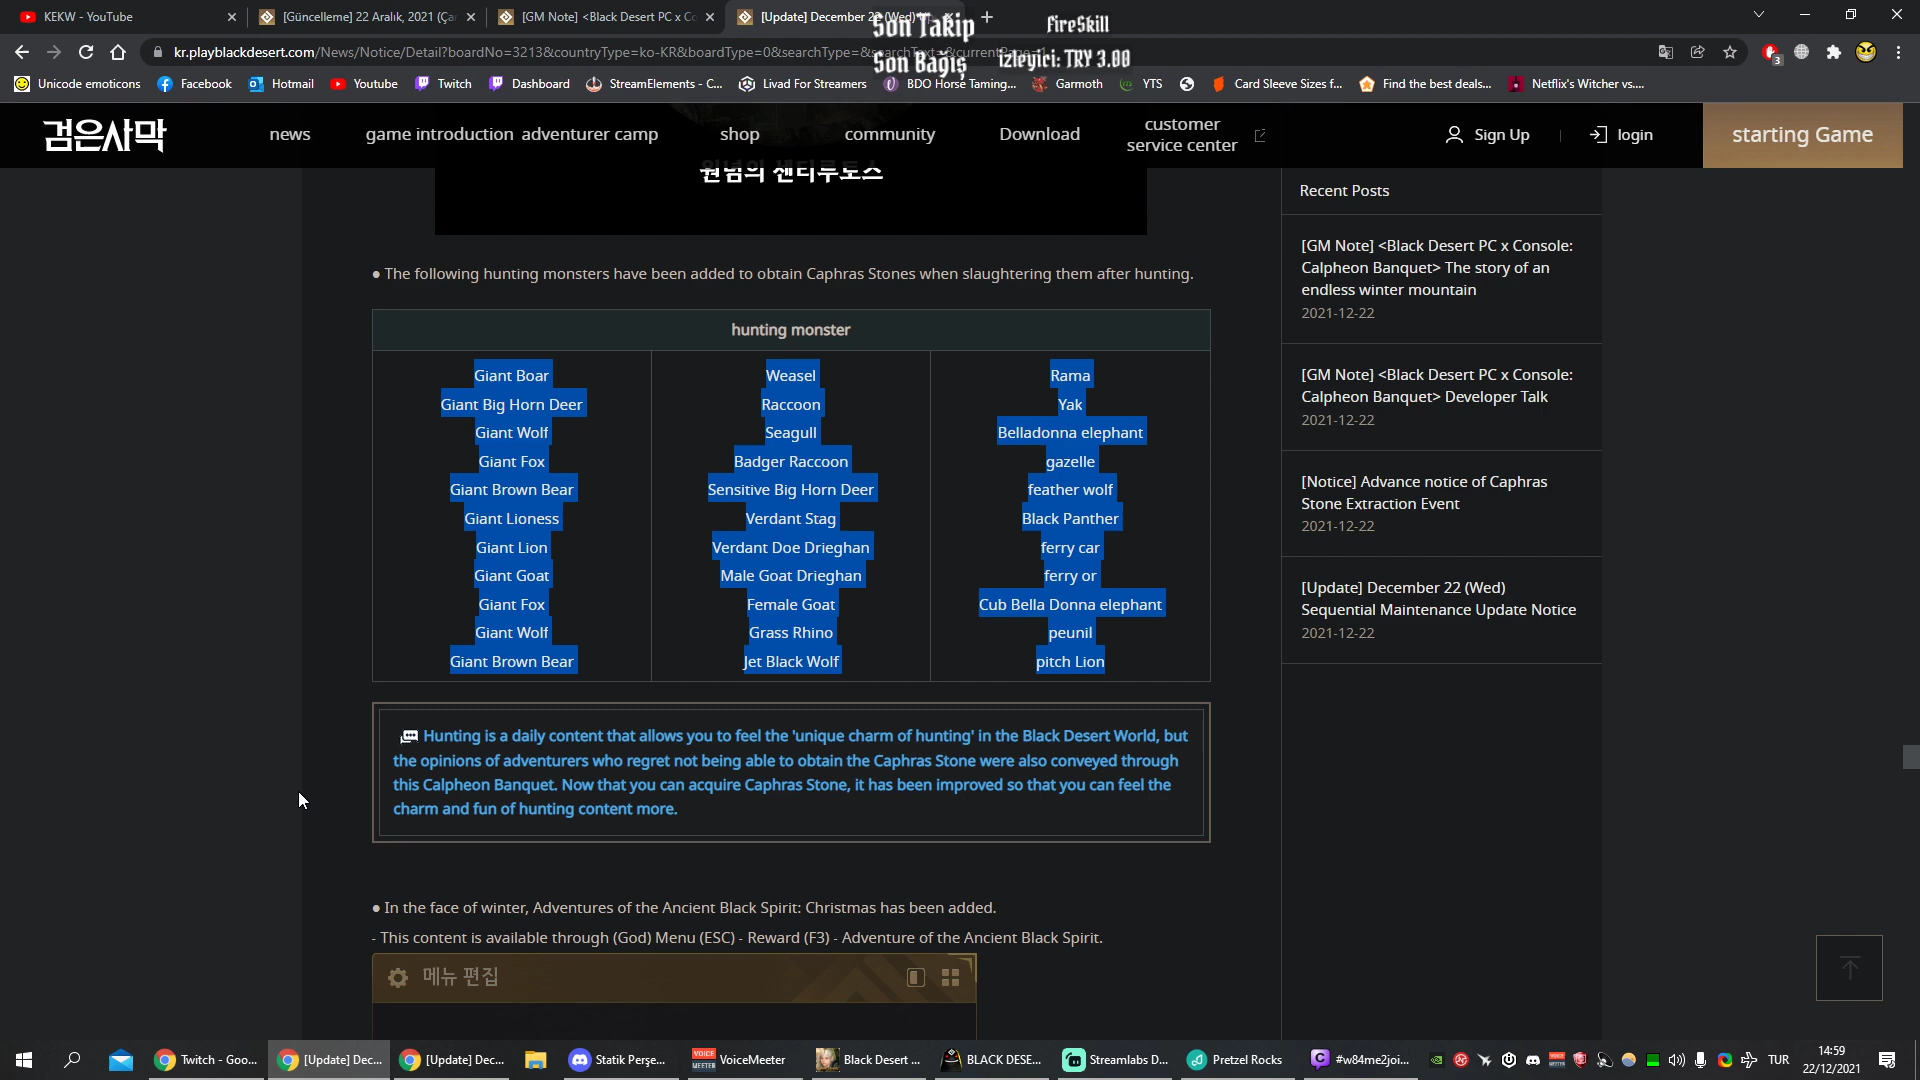 KEKW - YouTube
[Güncelleme] 22 Aralık, 2021 (Ça
[GM Note] <Black Desert PC x Co
[Update] December 22 (Wed)
Son Takip
FireSkill
kr.playblackdesert.com/News/Notice/Detail?boardNo=3213&countryType=ko-KR&boardType=0&searchType=&searchText=&currentPage=1
Son Bağış
izleyici: TRY 3.00
3
Unicode emoticons
Facebook
Hotmail
Youtube
Twitch
Dashboard
StreamElements - C...
Livad For Streamers
BDO Horse Taming...
Garmoth
YTS
Card Sleeve Sizes f...
Find the best deals...
Netflix's Witcher vs....
검은사막
news
game introduction
adventurer camp
shop
community
Download
customer
service center
Sign Up
login
starting Game
원념의 센티루토스
Recent Posts
[GM Note] <Black Desert PC x Console:
Calpheon Banquet> The story of an
endless winter mountain
2021-12-22
[GM Note] <Black Desert PC x Console:
Calpheon Banquet> Developer Talk
2021-12-22
[Notice] Advance notice of Caphras
Stone Extraction Event
2021-12-22
[Update] December 22 (Wed)
Sequential Maintenance Update Notice
2021-12-22
● The following hunting monsters have been added to obtain Caphras Stones when slaughtering them after hunting.
hunting monster
Giant Boar
Giant Big Horn Deer
Giant Wolf
Giant Fox
Giant Brown Bear
Giant Lioness
Giant Lion
Giant Goat
Giant Fox
Giant Wolf
Giant Brown Bear
Weasel
Raccoon
Seagull
Badger Raccoon
Sensitive Big Horn Deer
Verdant Stag
Verdant Doe Drieghan
Male Goat Drieghan
Female Goat
Grass Rhino
Jet Black Wolf
Rama
Yak
Belladonna elephant
gazelle
feather wolf
Black Panther
ferry car
ferry or
Cub Bella Donna elephant
peunil
pitch Lion
Hunting is a daily content that allows you to feel the 'unique charm of hunting' in the Black Desert World, but
the opinions of adventurers who regret not being able to obtain the Caphras Stone were also conveyed through
this Calpheon Banquet. Now that you can acquire Caphras Stone, it has been improved so that you can feel the
charm and fun of hunting content more.
● In the face of winter, Adventures of the Ancient Black Spirit: Christmas has been added.
- This content is available through (God) Menu (ESC) - Reward (F3) - Adventure of the Ancient Black Spirit.
메뉴 편집
Twitch - Goo...
[Update] Dec...
[Update] Dec...
Statik Perşe...
VOICE
MEETER
VoiceMeeter
Black Desert ...
BLACK DESE...
Streamlabs D...
Pretzel Rocks
#w84me2joi...
TUR
14:59
22/12/2021